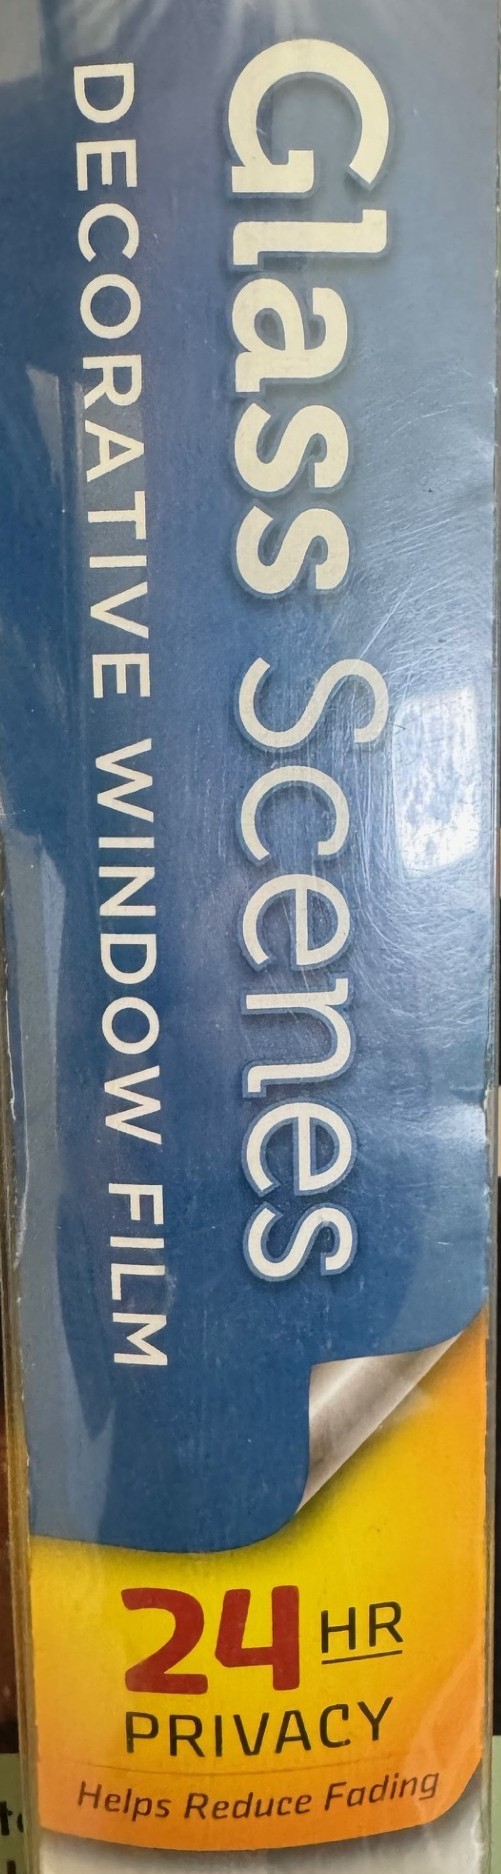 Glass Scenes
DECORATIVE WINDOW FILM
24 HR
PRIVACY
Helps Reduce Fading